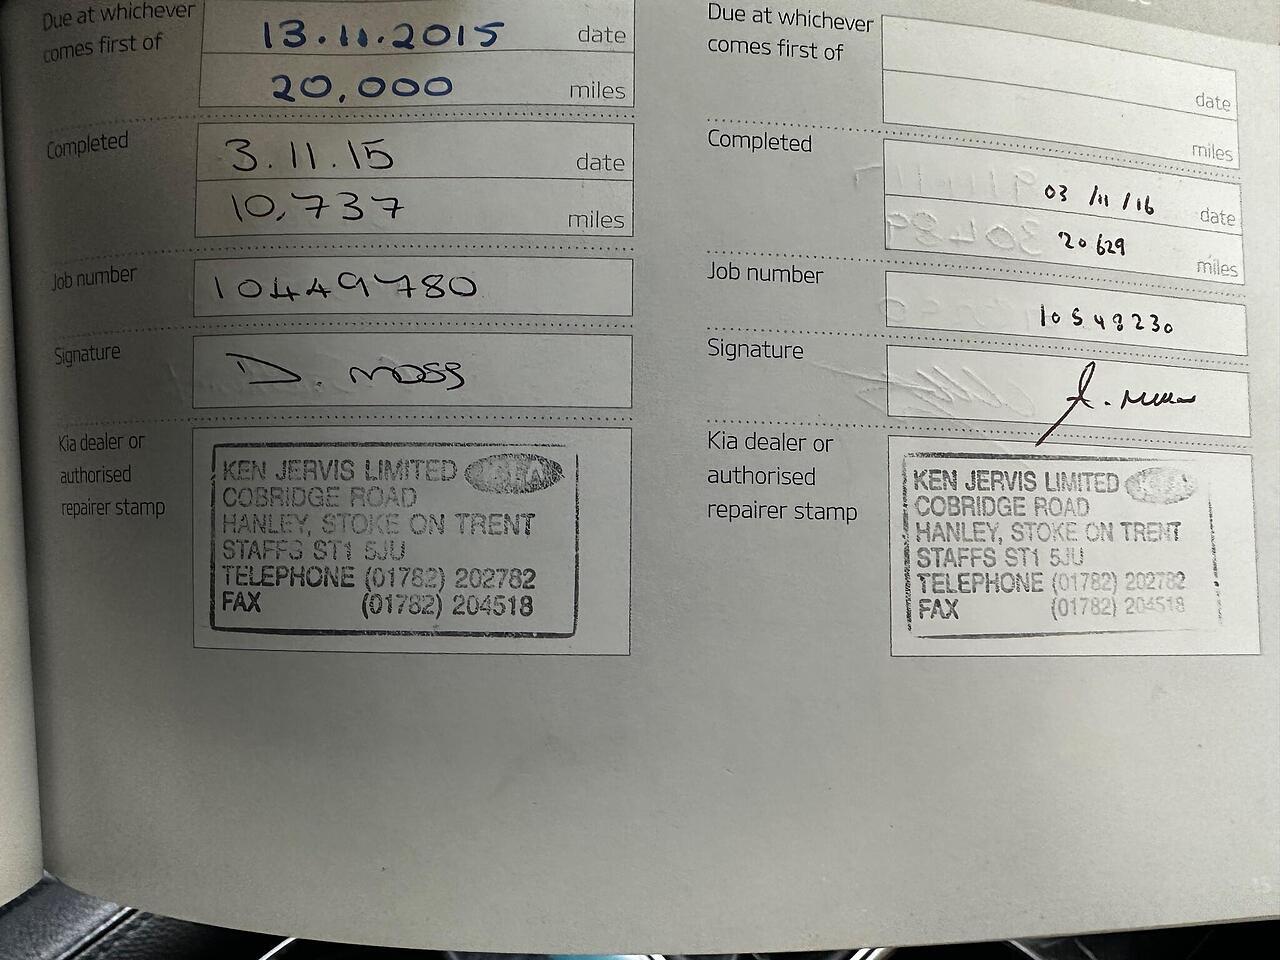 Due at whichever
comes first of
13.11.2015 date
20,000 miles
Completed
3.11.15 date
10,737 miles
Job number
10449780
Signature
D. moss
Kia dealer or
authorised
repairer stamp
KEN JERVIS LIMITED KIA
COBRIDGE ROAD
HANLEY, STOKE ON TRENT
STAFFS ST1 5JU
TELEPHONE (01782) 202782
FAX (01782) 204518
Due at whichever
comes first of
date
miles
Completed
03/11/16 date
20629 miles
Job number
10548230
Signature
Kia dealer or
authorised
repairer stamp
KEN JERVIS LIMITED KIA
COBRIDGE ROAD
HANLEY, STOKE ON TRENT
STAFFS ST1 5JU
TELEPHONE (01782) 202782
FAX (01782) 204518
15